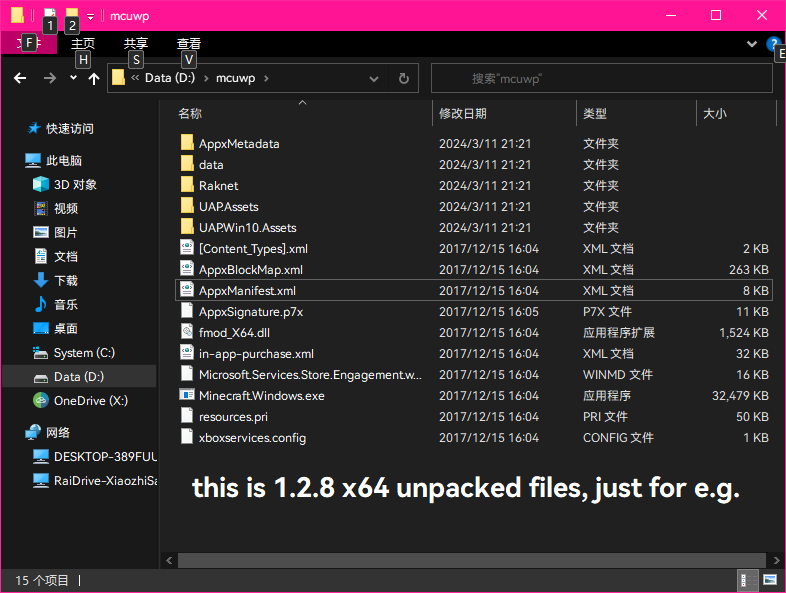 mcuwp
1
2
文件
F
主页
H
共享
S
查看
V
?
E
« Data (D:) › mcuwp ›
搜索"mcuwp"
快速访问
此电脑
3D 对象
视频
图片
文档
下载
音乐
桌面
System (C:)
Data (D:)
OneDrive (X:)
网络
DESKTOP-389FUU
RaiDrive-XiaozhiSa
名称 修改日期 类型 大小
AppxMetadata 2024/3/11 21:21 文件夹
data 2024/3/11 21:21 文件夹
Raknet 2024/3/11 21:21 文件夹
UAP.Assets 2024/3/11 21:21 文件夹
UAP.Win10.Assets 2024/3/11 21:21 文件夹
[Content_Types].xml 2017/12/15 16:04 XML 文档 2 KB
AppxBlockMap.xml 2017/12/15 16:04 XML 文档 263 KB
AppxManifest.xml 2017/12/15 16:04 XML 文档 8 KB
AppxSignature.p7x 2017/12/15 16:05 P7X 文件 11 KB
fmod_X64.dll 2017/12/15 16:04 应用程序扩展 1,524 KB
in-app-purchase.xml 2017/12/15 16:04 XML 文档 32 KB
Microsoft.Services.Store.Engagement.w... 2017/12/15 16:04 WINMD 文件 16 KB
Minecraft.Windows.exe 2017/12/15 16:04 应用程序 32,479 KB
resources.pri 2017/12/15 16:04 PRI 文件 50 KB
xboxservices.config 2017/12/15 16:04 CONFIG 文件 1 KB
this is 1.2.8 x64 unpacked files, just for e.g.
15 个项目